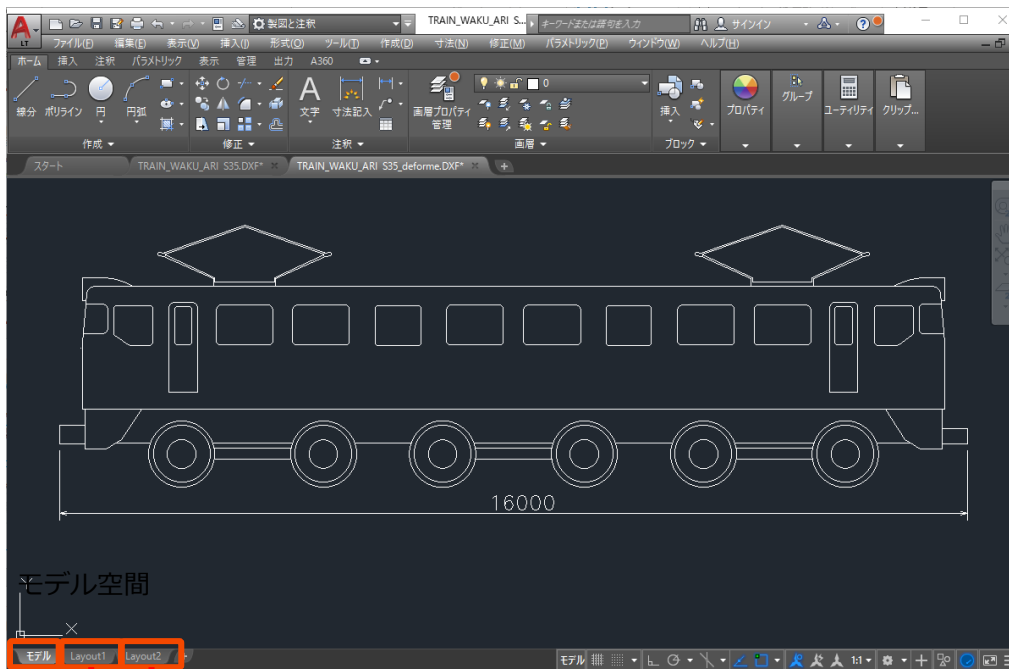 A LT
製図と注釈
TRAIN_WAKU_ARI S...
キーワードまたは語句を入力
サインイン
ファイル(F) 編集(E) 表示(V) 挿入(I) 形式(O) ツール(T) 作成(D) 寸法(N) 修正(M) パラメトリック(P) ウィンドウ(W) ヘルプ(H)
ホーム 挿入 注釈 パラメトリック 表示 管理 出力 A360
線分 ポリライン 円 円弧
A
文字 寸法記入
画層プロパティ
管理
0
挿入
プロパティ グループ ユーティリティ クリップ...
作成 修正 注釈 画層 ブロック
スタート TRAIN_WAKU_ARI S35.DXF* TRAIN_WAKU_ARI S35_deforme.DXF*
16000
モデル空間
Y
X
モデル Layout1 Layout2
モデル 1:1